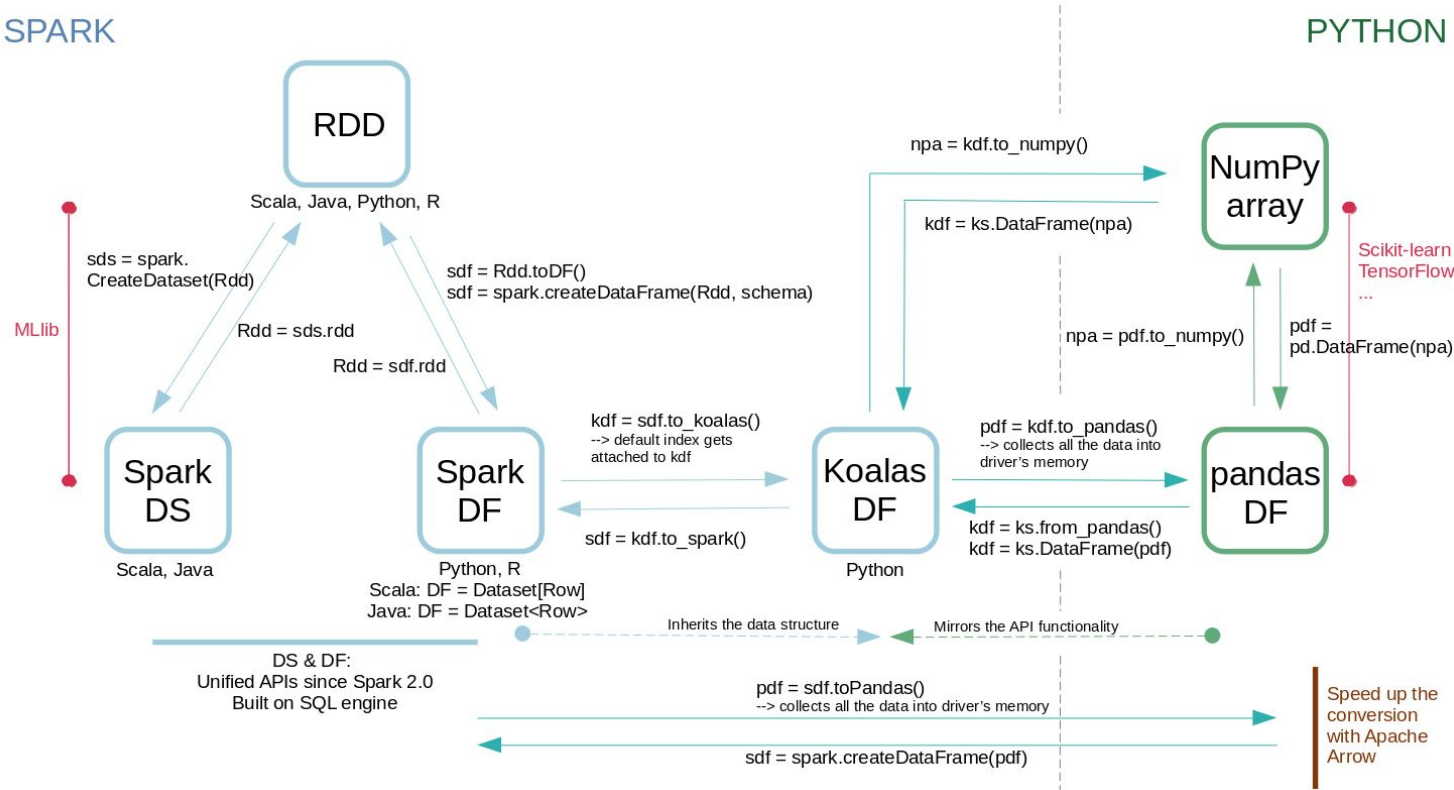 SPARK
PYTHON
RDD
Scala, Java, Python, R
NumPy
array
npa = kdf.to_numpy()
kdf = ks.DataFrame(npa)
sds = spark.
CreateDataset(Rdd)
sdf = Rdd.toDF()
sdf = spark.createDataFrame(Rdd, schema)
Scikit-learn
TensorFlow
...
MLlib
Rdd = sds.rdd
Rdd = sdf.rdd
npa = pdf.to_numpy()
pdf =
pd.DataFrame(npa)
kdf = sdf.to_koalas()
--> default index gets
attached to kdf
pdf = kdf.to_pandas()
--> collects all the data into
driver's memory
Spark
DS
Spark
DF
Koalas
DF
pandas
DF
sdf = kdf.to_spark()
kdf = ks.from_pandas()
kdf = ks.DataFrame(pdf)
Scala, Java
Python, R
Scala: DF = Dataset[Row]
Java: DF = Dataset<Row>
Python
Inherits the data structure
Mirrors the API functionality
DS & DF:
Unified APIs since Spark 2.0
Built on SQL engine
pdf = sdf.toPandas()
--> collects all the data into driver's memory
sdf = spark.createDataFrame(pdf)
Speed up the
conversion
with Apache
Arrow